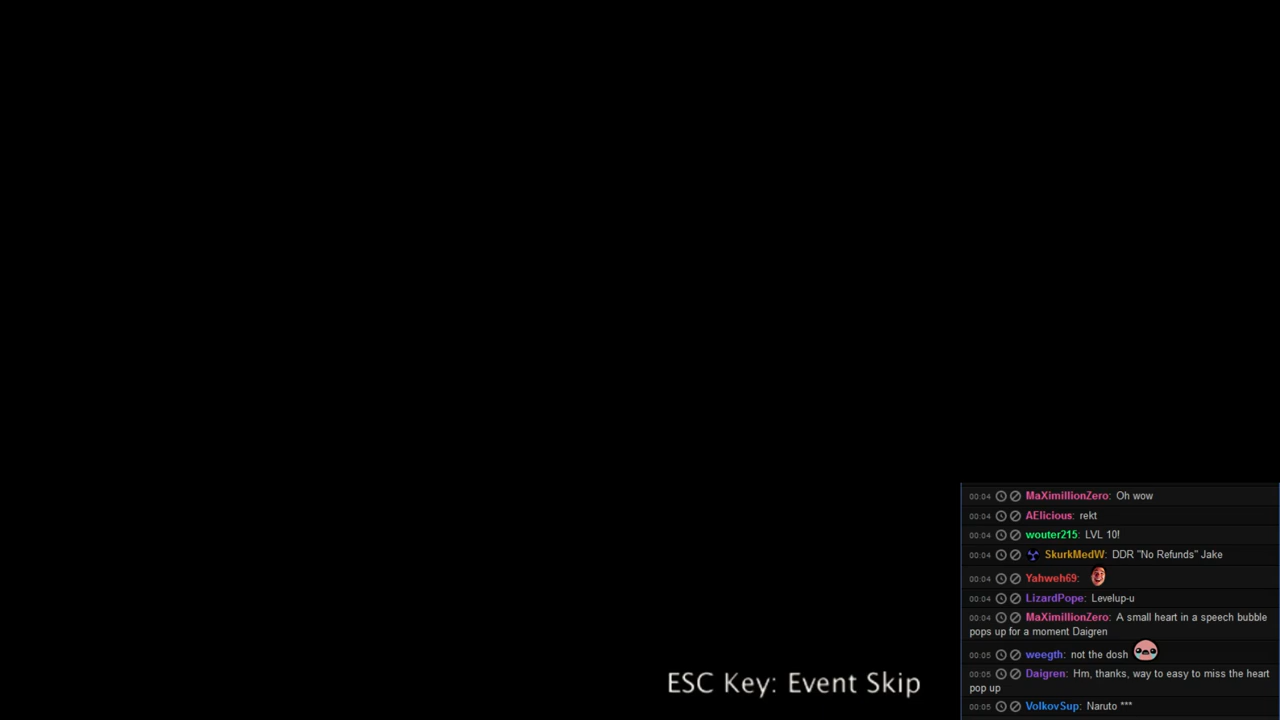 00:04 MaXimillionZero: Oh wow
00:04 AElicious: rekt
00:04 wouter215: LVL 10!
00:04 SkurkMedW: DDR "No Refunds" Jake
00:04 Yahweh69:
00:04 LizardPope: Levelup-u
00:04 MaXimillionZero: A small heart in a speech bubble
pops up for a moment Daigren
00:05 weegth: not the dosh
00:05 Daigren: Hm, thanks, way to easy to miss the heart
pop up
00:05 VolkovSup: Naruto ***
ESC Key: Event Skip